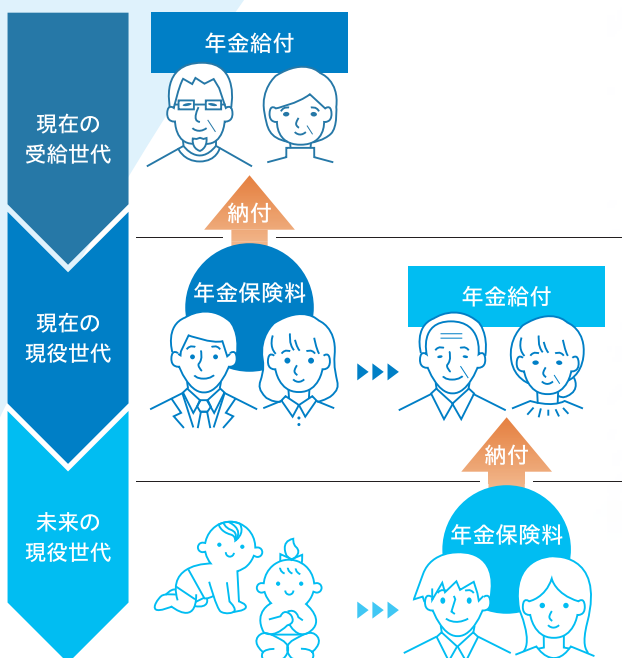 年金給付
現在の
受給世代
納付
年金保険料
現在の
現役世代
年金給付
納付
未来の
現役世代
年金保険料